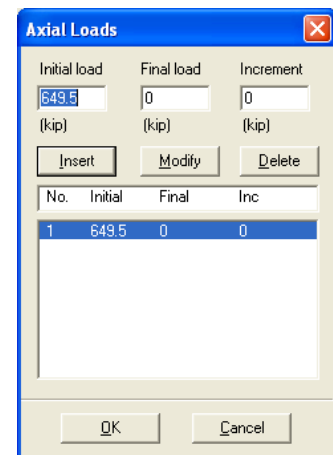 Axial Loads
Initial load Final load Increment
649.5 0 0
(kip) (kip) (kip)
Insert Modify Delete
No. Initial Final Inc
1 649.5 0 0
OK Cancel